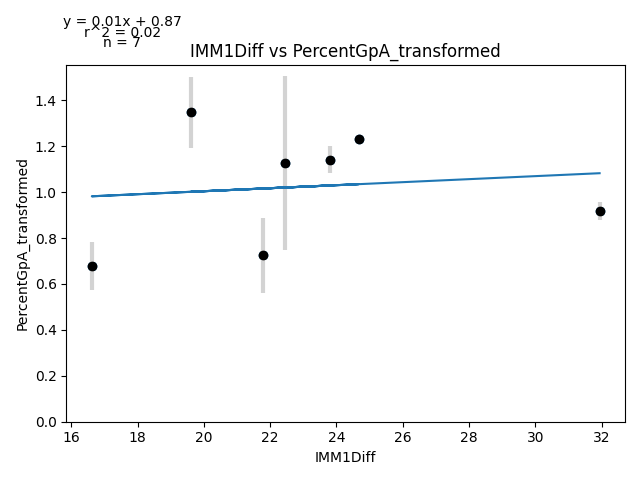 y = 0.01x + 0.87
r^2 = 0.02
n = 7
IMM1Diff vs PercentGpA_transformed
PercentGpA_transformed
1.4
1.2
1.0
0.8
0.6
0.4
0.2
0.0
16 18 20 22 24 26 28 30 32
IMM1Diff